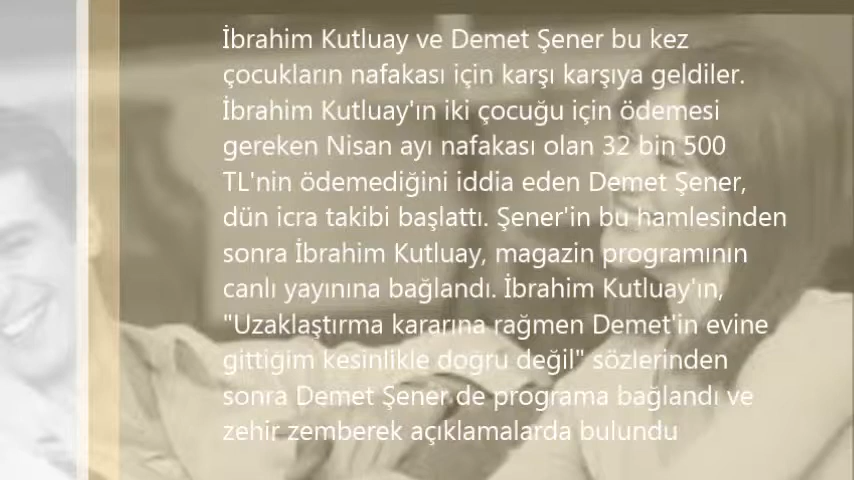 İbrahim Kutluay ve Demet Şener bu kez
çocukların nafakası için karşı karşıya geldiler.
İbrahim Kutluay'ın iki çocuğu için ödemesi
gereken Nisan ayı nafakası olan 32 bin 500
TL'nin ödemediğini iddia eden Demet Şener,
dün icra takibi başlattı. Şener'in bu hamlesinden
sonra İbrahim Kutluay, magazin programının
canlı yayınına bağlandı. İbrahim Kutluay'ın,
"Uzaklaştırma kararına rağmen Demet'in evine
gittiğim kesinlikle doğru değil" sözlerinden
sonra Demet Şener de programa bağlandı ve
zehir zemberek açıklamalarda bulundu